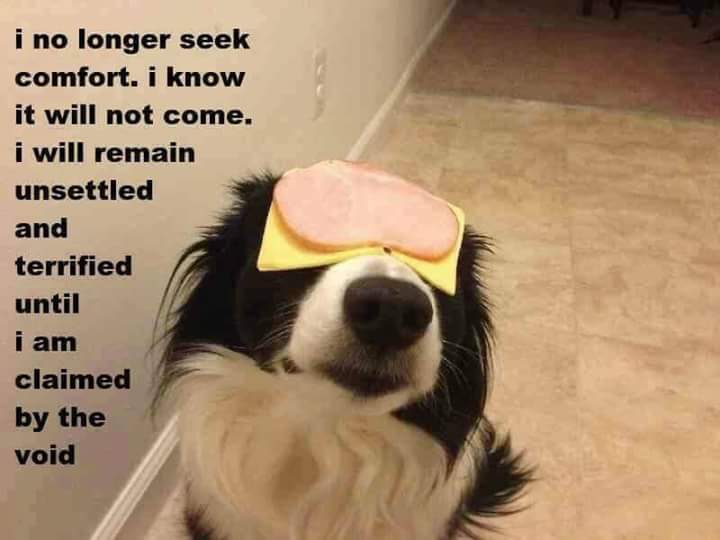 i no longer seek
comfort. i know
it will not come.
i will remain
unsettled
and
terrified
until
i am
claimed
by the
void